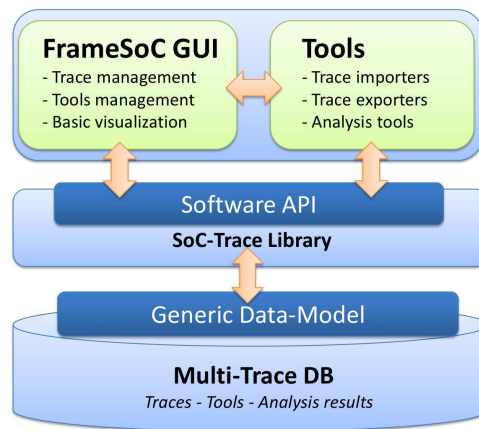 FrameSoC GUI
- Trace management
- Tools management
- Basic visualization
Tools
- Trace importers
- Trace exporters
- Analysis tools
Software API
SoC-Trace Library
Generic Data-Model
Multi-Trace DB
Traces - Tools - Analysis results